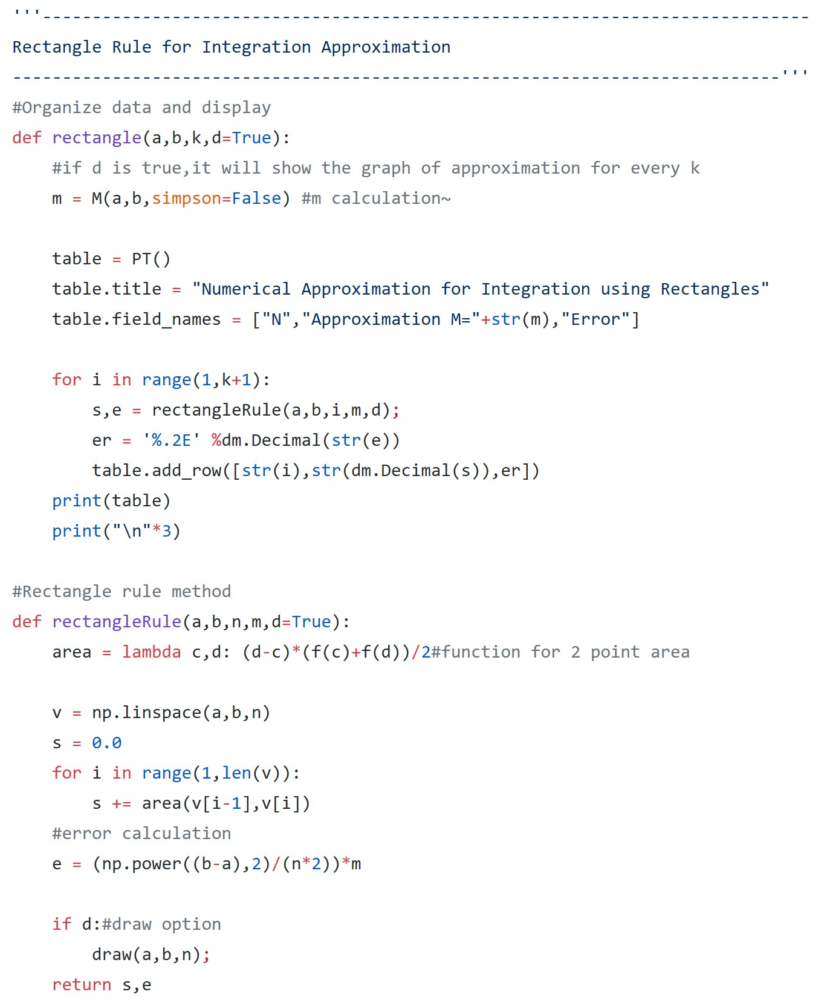 '''-----------------------------------------------------------------------------
Rectangle Rule for Integration Approximation
-----------------------------------------------------------------------------'''
#Organize data and display
def rectangle(a,b,k,d=True):
    #if d is true,it will show the graph of approximation for every k
    m = M(a,b,simpson=False) #m calculation~

    table = PT()
    table.title = "Numerical Approximation for Integration using Rectangles"
    table.field_names = ["N","Approximation M="+str(m),"Error"]

    for i in range(1,k+1):
        s,e = rectangleRule(a,b,i,m,d);
        er = '%.2E' %dm.Decimal(str(e))
        table.add_row([str(i),str(dm.Decimal(s)),er])
    print(table)
    print("\n"*3)

#Rectangle rule method
def rectangleRule(a,b,n,m,d=True):
    area = lambda c,d: (d-c)*(f(c)+f(d))/2#function for 2 point area

    v = np.linspace(a,b,n)
    s = 0.0
    for i in range(1,len(v)):
        s += area(v[i-1],v[i])
    #error calculation
    e = (np.power((b-a),2)/(n*2))*m

    if d:#draw option
        draw(a,b,n);
    return s,e